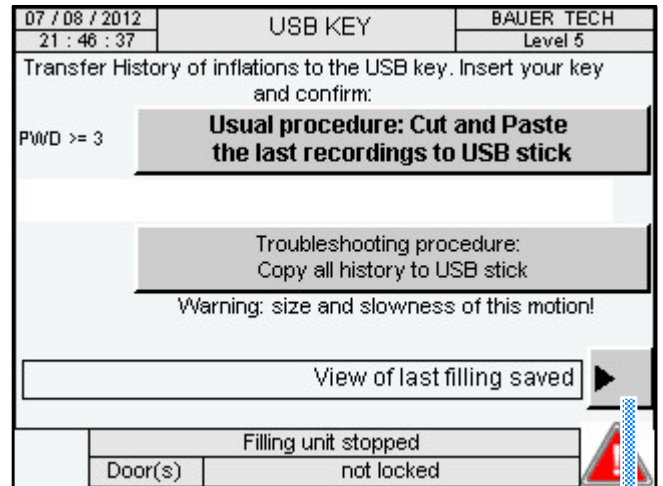 07 / 08 / 2012
21 : 46 : 37
USB KEY
BAUER TECH
Level 5
Transfer History of inflations to the USB key. Insert your key
and confirm:
PWD >= 3
Usual procedure: Cut and Paste
the last recordings to USB stick
Troubleshooting procedure:
Copy all history to USB stick
Warning: size and slowness of this motion!
View of last filling saved
Filling unit stopped
Door(s)
not locked